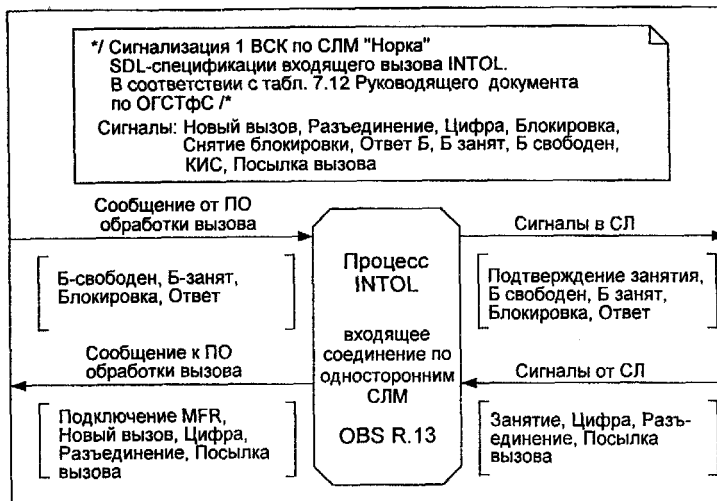 */ Сигнализация 1 ВСК по СЛМ "Норка"
SDL-спецификации входящего вызова INTOL.
В соответствии с табл. 7.12 Руководящего документа
по ОГСТфС /*
Сигналы: Новый вызов, Разъединение, Цифра, Блокировка,
Снятие блокировки, Ответ Б, Б занят, Б свободен,
КИС, Посылка вызова
Сообщение от ПО
обработки вызова
Б-свободен, Б-занят,
Блокировка, Ответ
Сообщение к ПО
обработки вызова
Подключение MFR,
Новый вызов, Цифра,
Разъединение, Посылка
вызова
Процесс
INTOL
входящее
соединение по
односторонним
СЛМ
OBS R.13
Сигналы в СЛ
Подтверждение занятия,
Б свободен, Б занят,
Блокировка, Ответ
Сигналы от СЛ
Занятие, Цифра, Разъ-
единение, Посылка
вызова